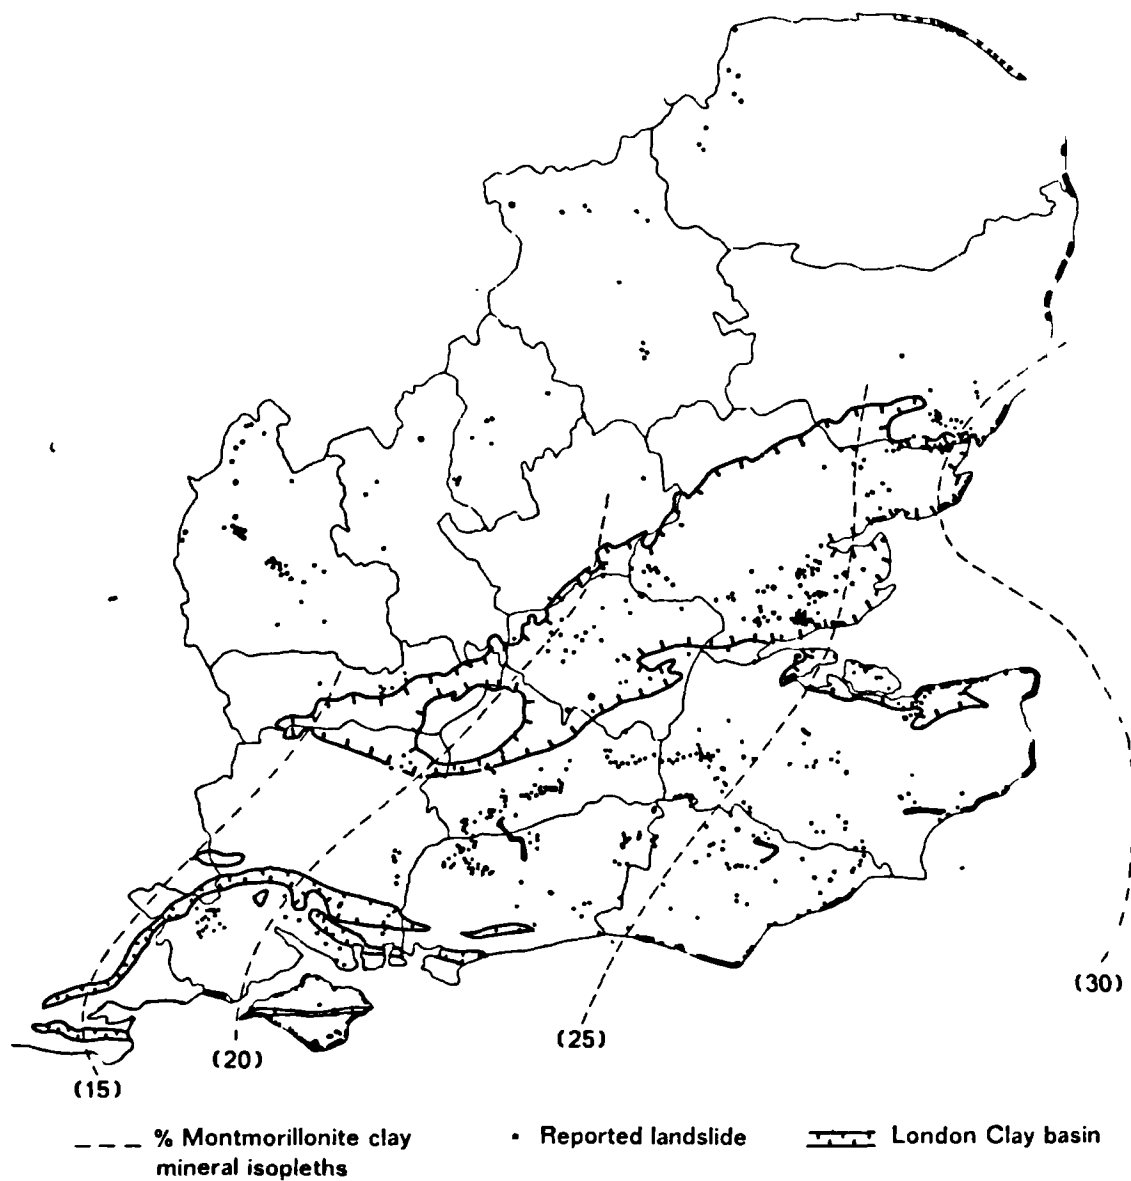 (30)
(25)
(20)
(15)
% Montmorillonite clay
mineral isopleths
Reported landslide
London Clay basin